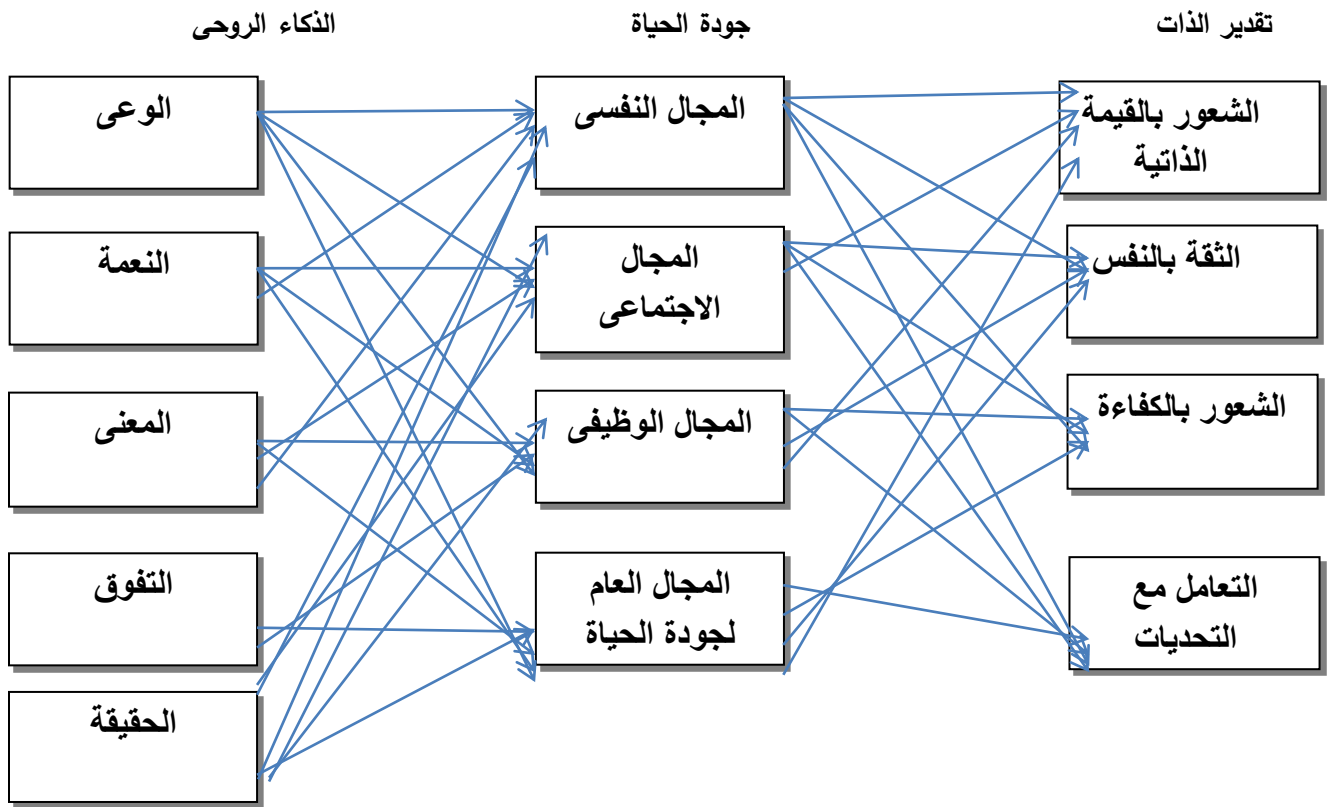 تقدير الذات
جودة الحياة
الذكاء الروحى
الشعور بالقيمة
الذاتية
الثقة بالنفس
الشعور بالكفاءة
التعامل مع
التحديات
المجال النفسى
المجال
الاجتماعى
المجال الوظيفى
المجال العام
لجودة الحياة
الوعى
النعمة
المعنى
التفوق
الحقيقة